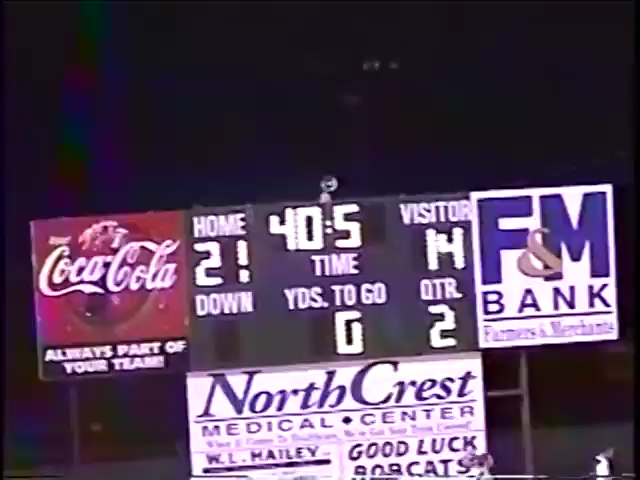 Coca-Cola
ALWAYS PART OF
YOUR TEAM!
HOME
21
40:5
TIME
VISITOR
14
DOWN
YDS. TO GO
0
QTR.
2
F&M
BANK
Farmers & Merchants
NORTHCREST
MEDICAL ◆ CENTER
W.L. HAILEY
GOOD LUCK
BOBCATS